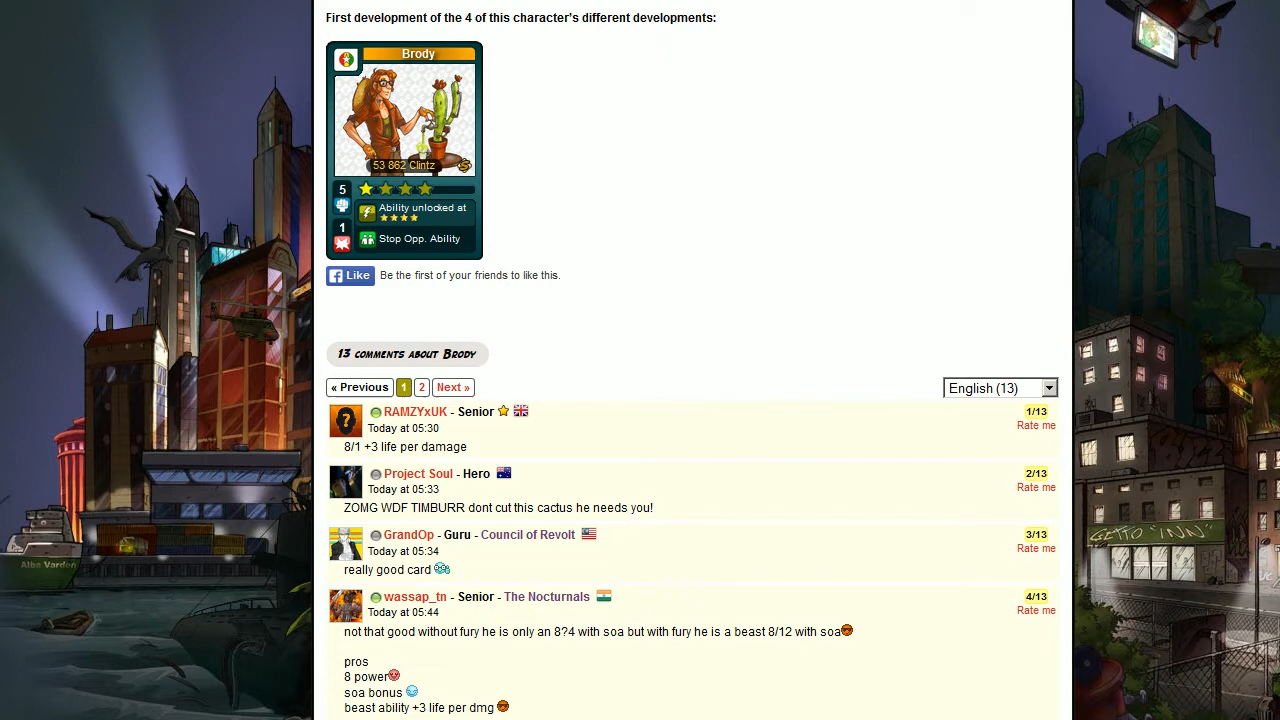 First development of the 4 of this character's different developments:
Brody
53 862 Clintz
5
Ability unlocked at
1
Stop Opp. Ability
Like Be the first of your friends to like this.
13 comments about Brody
« Previous 1 2 Next »
English (13)
RAMZYxUK - Senior
1/13
Today at 05:30
Rate me
8/1 +3 life per damage
Project Soul - Hero
2/13
Today at 05:33
Rate me
ZOMG WDF TIMBURR dont cut this cactus he needs you!
GrandOp - Guru - Council of Revolt
3/13
Today at 05:34
Rate me
really good card
wassap_tn - Senior - The Nocturnals
4/13
Today at 05:44
Rate me
not that good without fury he is only an 8?4 with soa but with fury he is a beast 8/12 with soa
pros
8 power
soa bonus
beast ability +3 life per dmg
Alba Varden
GETTO "INN"